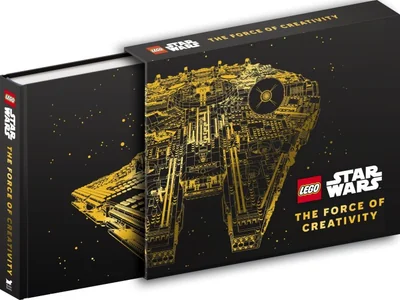 LEGO
STAR
WARS
THE FORCE OF CREATIVITY
LEGO STAR WARS THE FORCE OF CREATIVITY
LEGO
STAR
WARS
THE FORCE OF
CREATIVITY